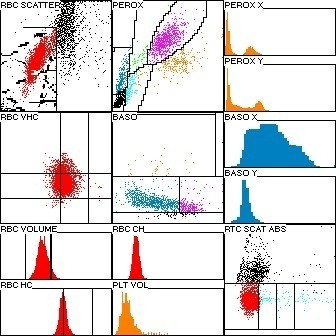 RBC SCATTER
PEROX
PEROX X
PEROX Y
RBC VHC
BASO
BASO X
BASO Y
RBC VOLUME
RBC CH
RTC SCAT ABS
RBC HC
PLT VOL